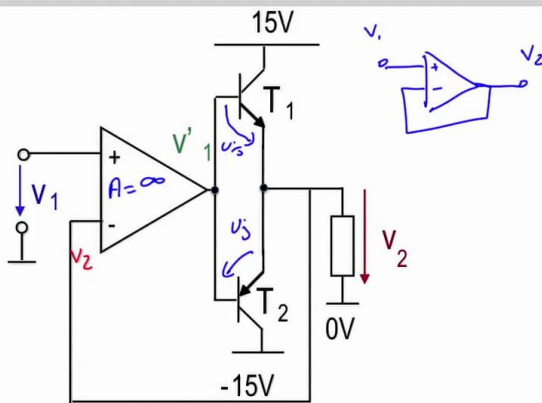 15V
V₁
V₂
+
-
T₁
V'₁
+
A=∞
V₁
-
V₂
T₂
V₂
0V
-15V